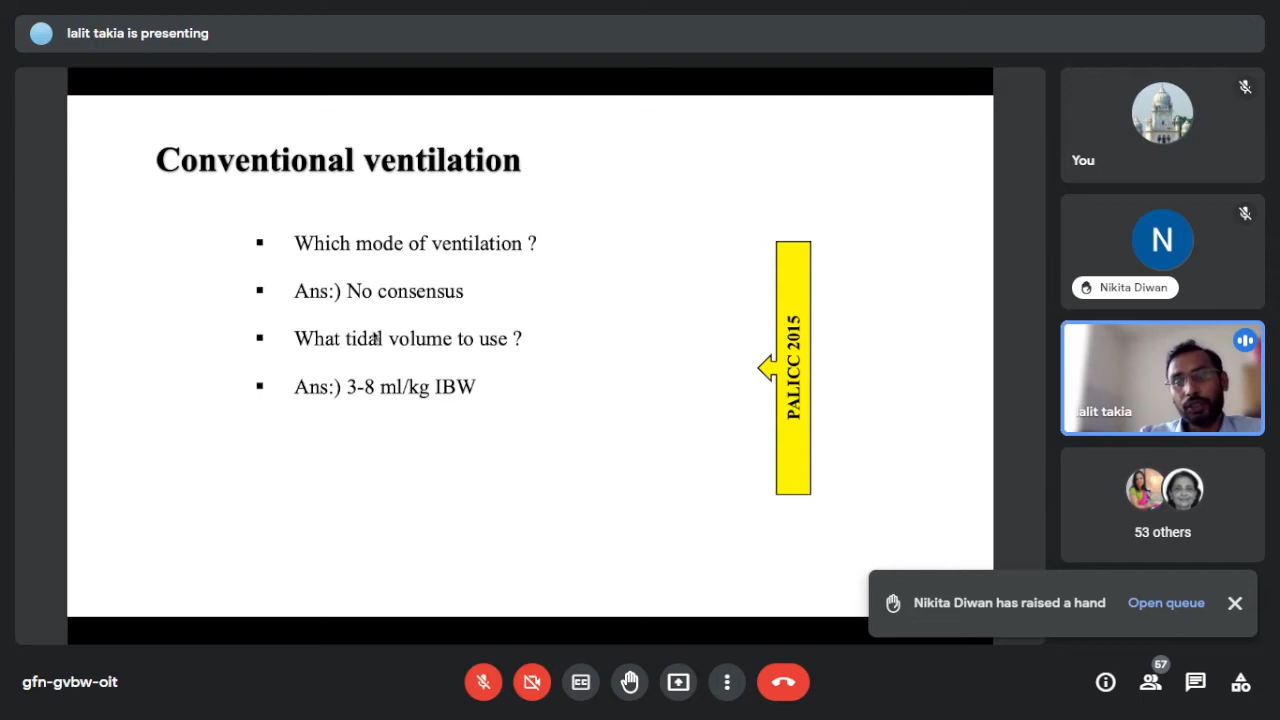 lalit takia is presenting
Conventional ventilation
Which mode of ventilation ?
Ans:) No consensus
What tidal volume to use ?
Ans:) 3-8 ml/kg IBW
PALICC 2015
You
N
Nikita Diwan
lalit takia
53 others
Nikita Diwan has raised a hand
Open queue
gfn-gvbw-oit
CC
57